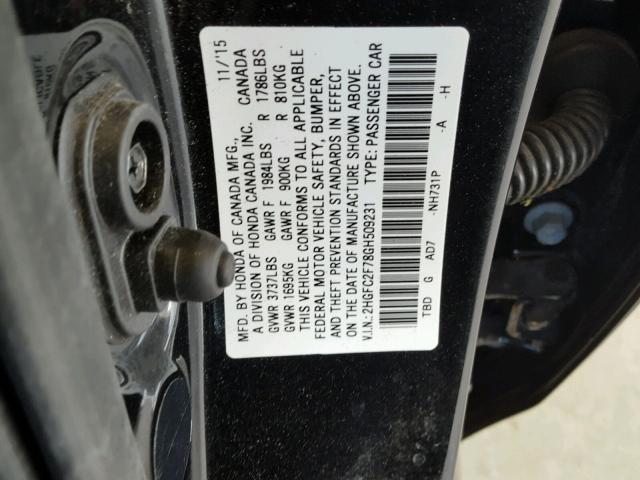 MFD. BY HONDA OF CANADA MFG., 11/15
A DIVISION OF HONDA CANADA INC. CANADA
GVWR 3737LBS GAWR F 1984LBS R 1786LBS
GVWR 1695KG GAWR F 900KG R 810KG
THIS VEHICLE CONFORMS TO ALL APPLICABLE
FEDERAL MOTOR VEHICLE SAFETY, BUMPER,
AND THEFT PREVENTION STANDARDS IN EFFECT
ON THE DATE OF MANUFACTURE SHOWN ABOVE.
V.I.N.: 2HGFC2F78GH509231 TYPE: PASSENGER CAR
TBD G AD7 -NH731P -A -H